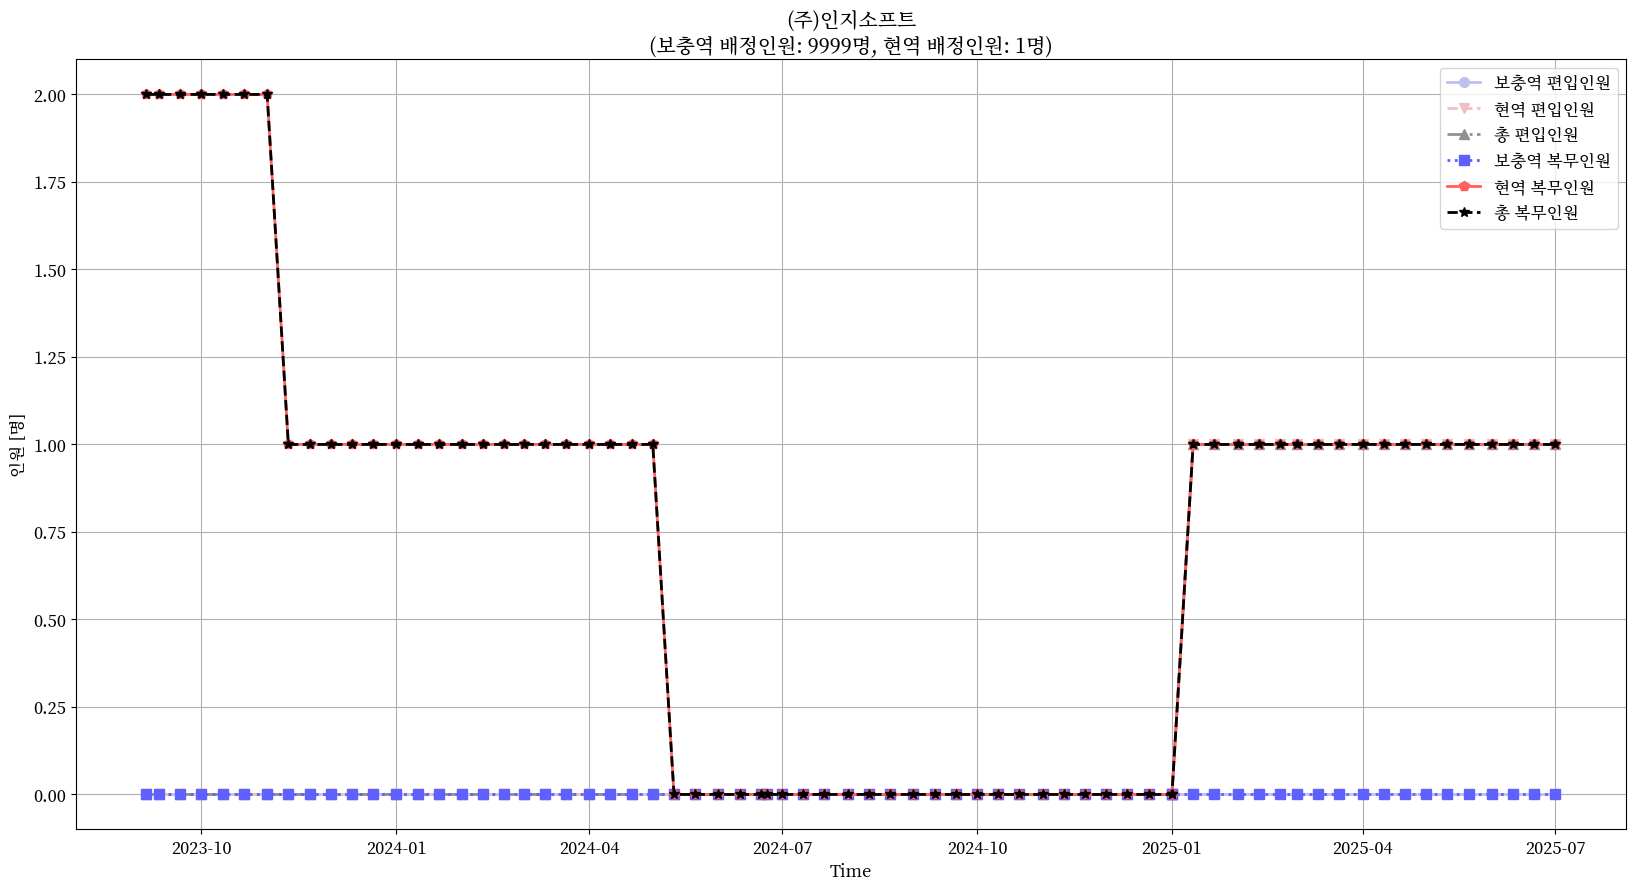 (주)인지소프트
(보충역 배정인원: 9999명, 현역 배정인원: 1명)
보충역 편입인원
현역 편입인원
총 편입인원
보충역 복무인원
현역 복무인원
총 복무인원
2.00
1.75
1.50
1.25
1.00
0.75
0.50
0.25
0.00
인원 [명]
2023-10
2024-01
2024-04
2024-07
2024-10
2025-01
2025-04
2025-07
Time